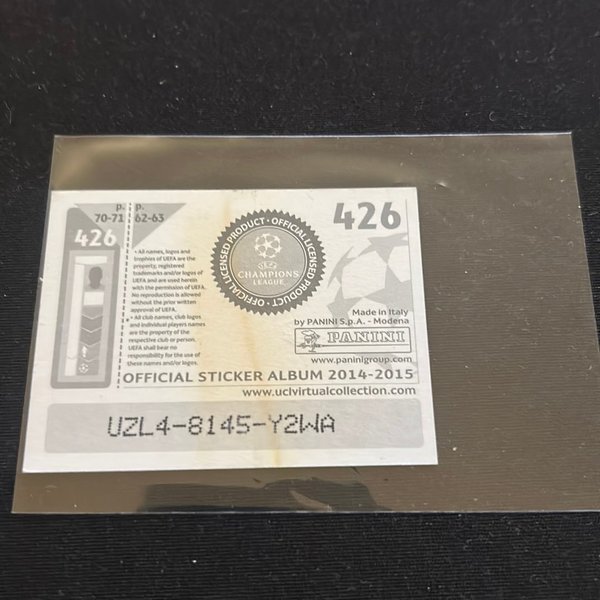 p. p.
70-71 62-63
426
• All names, logos and
trophies of UEFA are the
property, registered
trademarks and/or logos of
UEFA and are used herein
with the permission of UEFA.
No reproduction is allowed
without the prior written
approval of UEFA.
• All club names, club logos
and individual players names
are the property of the
respective club or person.
UEFA shall bear no
responsibility for the use of
these names and/or logos.
OFFICIAL LICENSED PRODUCT • OFFICIAL LICENSED PRODUCT •
UEFA
CHAMPIONS
LEAGUE
426
Made in Italy
by PANINI S.p.A. - Modena
PANINI
www.paninigroup.com
OFFICIAL STICKER ALBUM 2014-2015
www.uclvirtualcollection.com
UZL4-8145-Y2WA